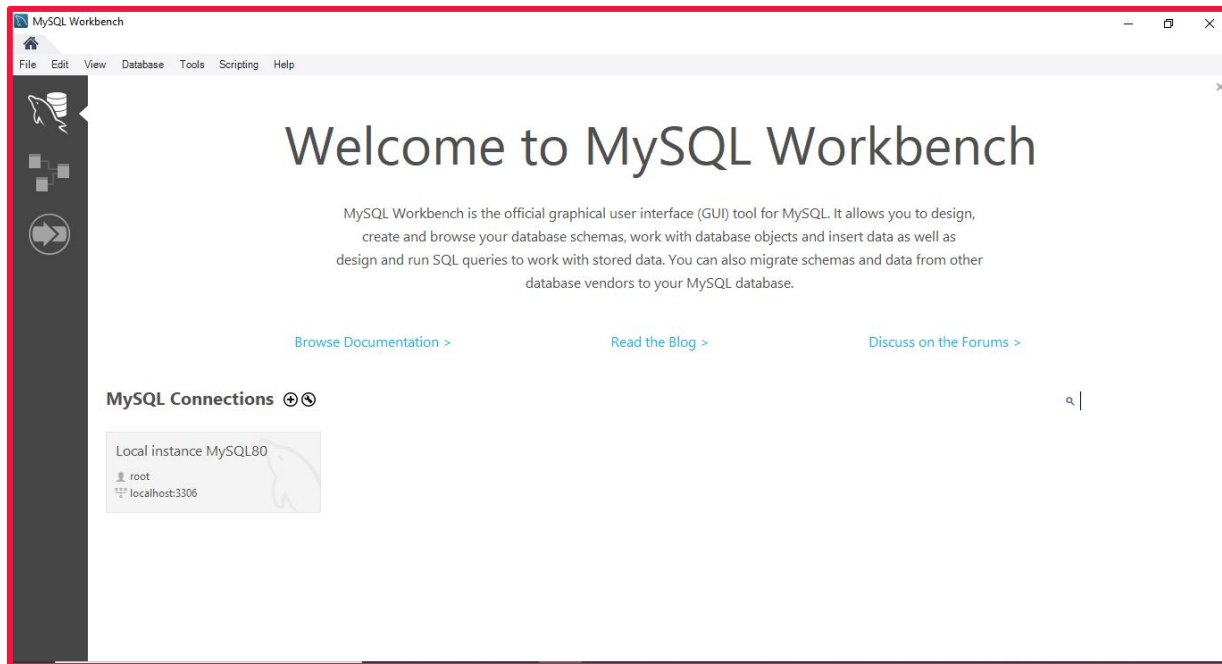 MySQL Workbench
File Edit View Database Tools Scripting Help
Welcome to MySQL Workbench
MySQL Workbench is the official graphical user interface (GUI) tool for MySQL. It allows you to design,
create and browse your database schemas, work with database objects and insert data as well as
design and run SQL queries to work with stored data. You can also migrate schemas and data from other
database vendors to your MySQL database.
Browse Documentation > Read the Blog > Discuss on the Forums >
MySQL Connections
Local instance MySQL80
root
localhost:3306